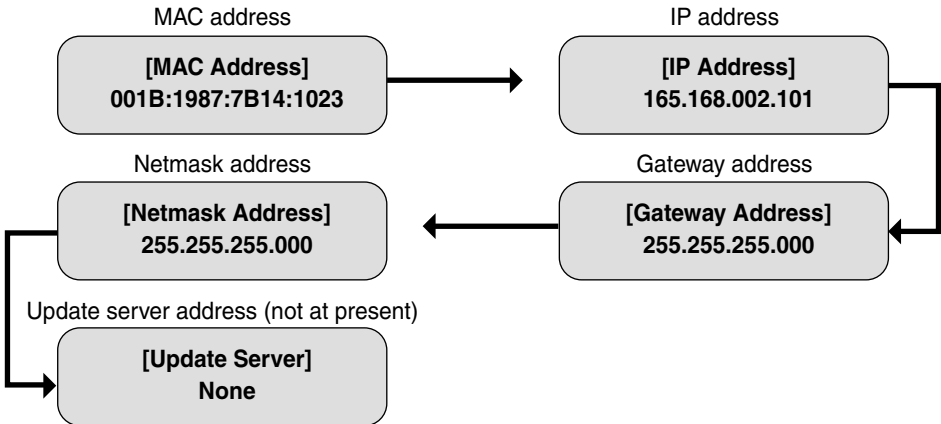 MAC address
[MAC Address]
001B:1987:7B14:1023
IP address
[IP Address]
165.168.002.101
Gateway address
[Gateway Address]
255.255.255.000
Netmask address
[Netmask Address]
255.255.255.000
Update server address (not at present)
[Update Server]
None